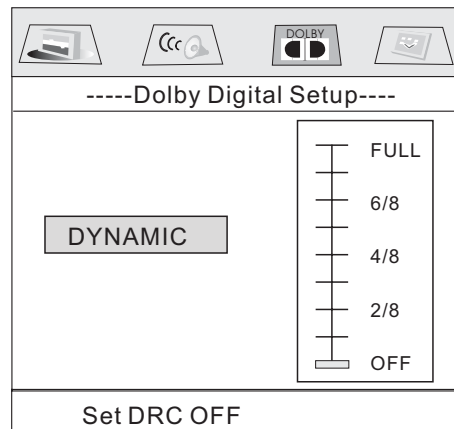 DOLBY
-----Dolby Digital Setup----
FULL
6/8
DYNAMIC
4/8
2/8
OFF
Set DRC OFF